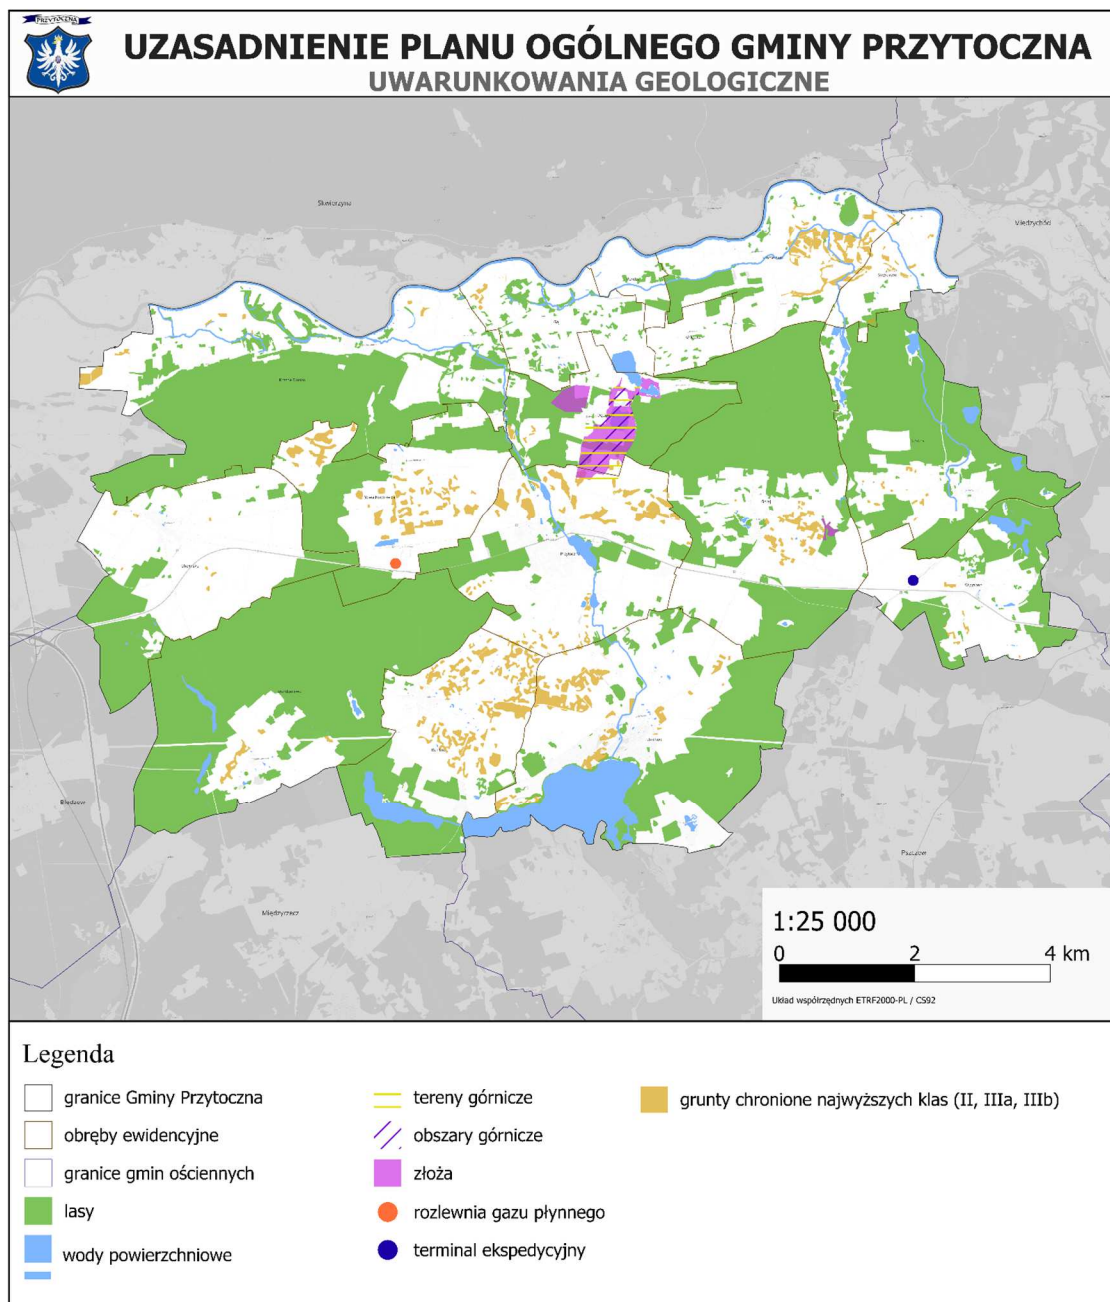 PRZYTOCZNA
UZASADNIENIE PLANU OGÓLNEGO GMINY PRZYTOCZNA
UWARUNKOWANIA GEOLOGICZNE
Skwierzyna
Międzychód
Bledzew
Międzyrzecz
Pszczew
1:25 000
0 2 4 km
Układ współrzędnych ETRF2000-PL / CS92
Legenda
granice Gminy Przytoczna
obręby ewidencyjne
granice gmin ościennych
lasy
wody powierzchniowe
tereny górnicze
obszary górnicze
złoża
rozlewnia gazu płynnego
terminal ekspedycyjny
grunty chronione najwyższych klas (II, IIIa, IIIb)